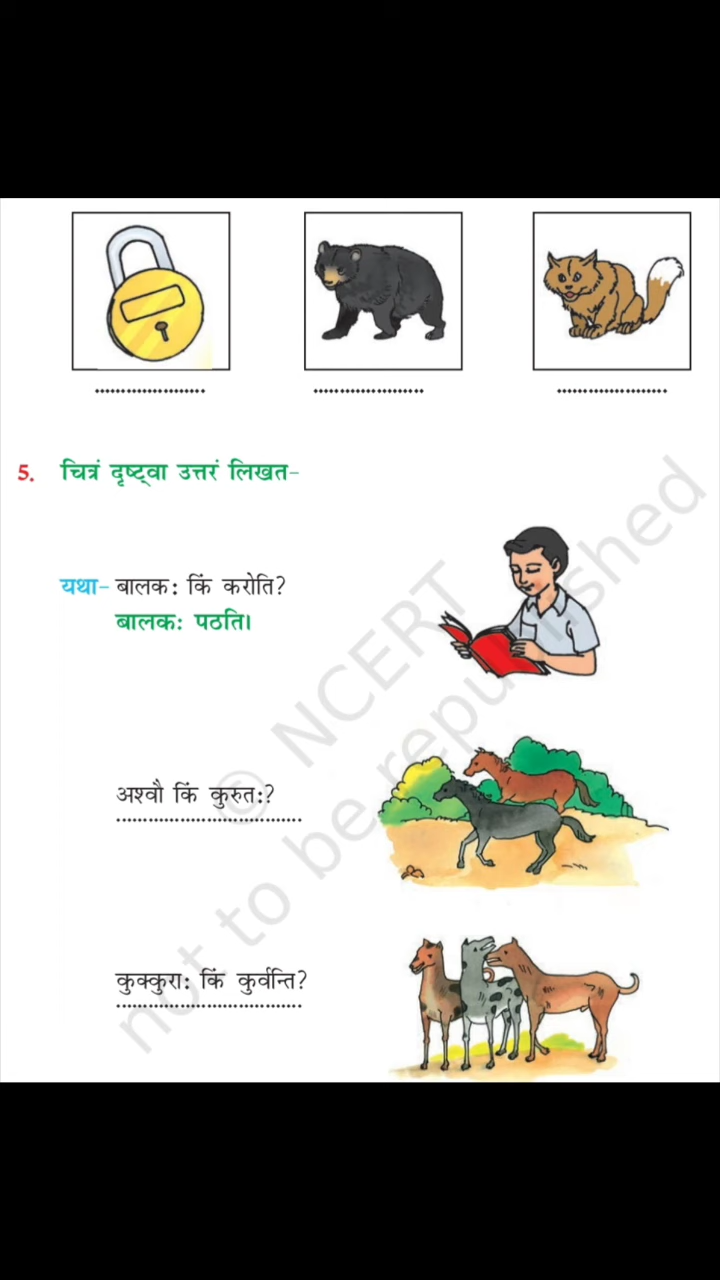 5. चित्रं दृष्ट्वा उत्तरं लिखत-
यथा- बालक: किं करोति?
बालक: पठति।
अश्वौ किं कुरुत:?
कुक्कुरा: किं कुर्वन्ति?
© NCERT
not to be republished